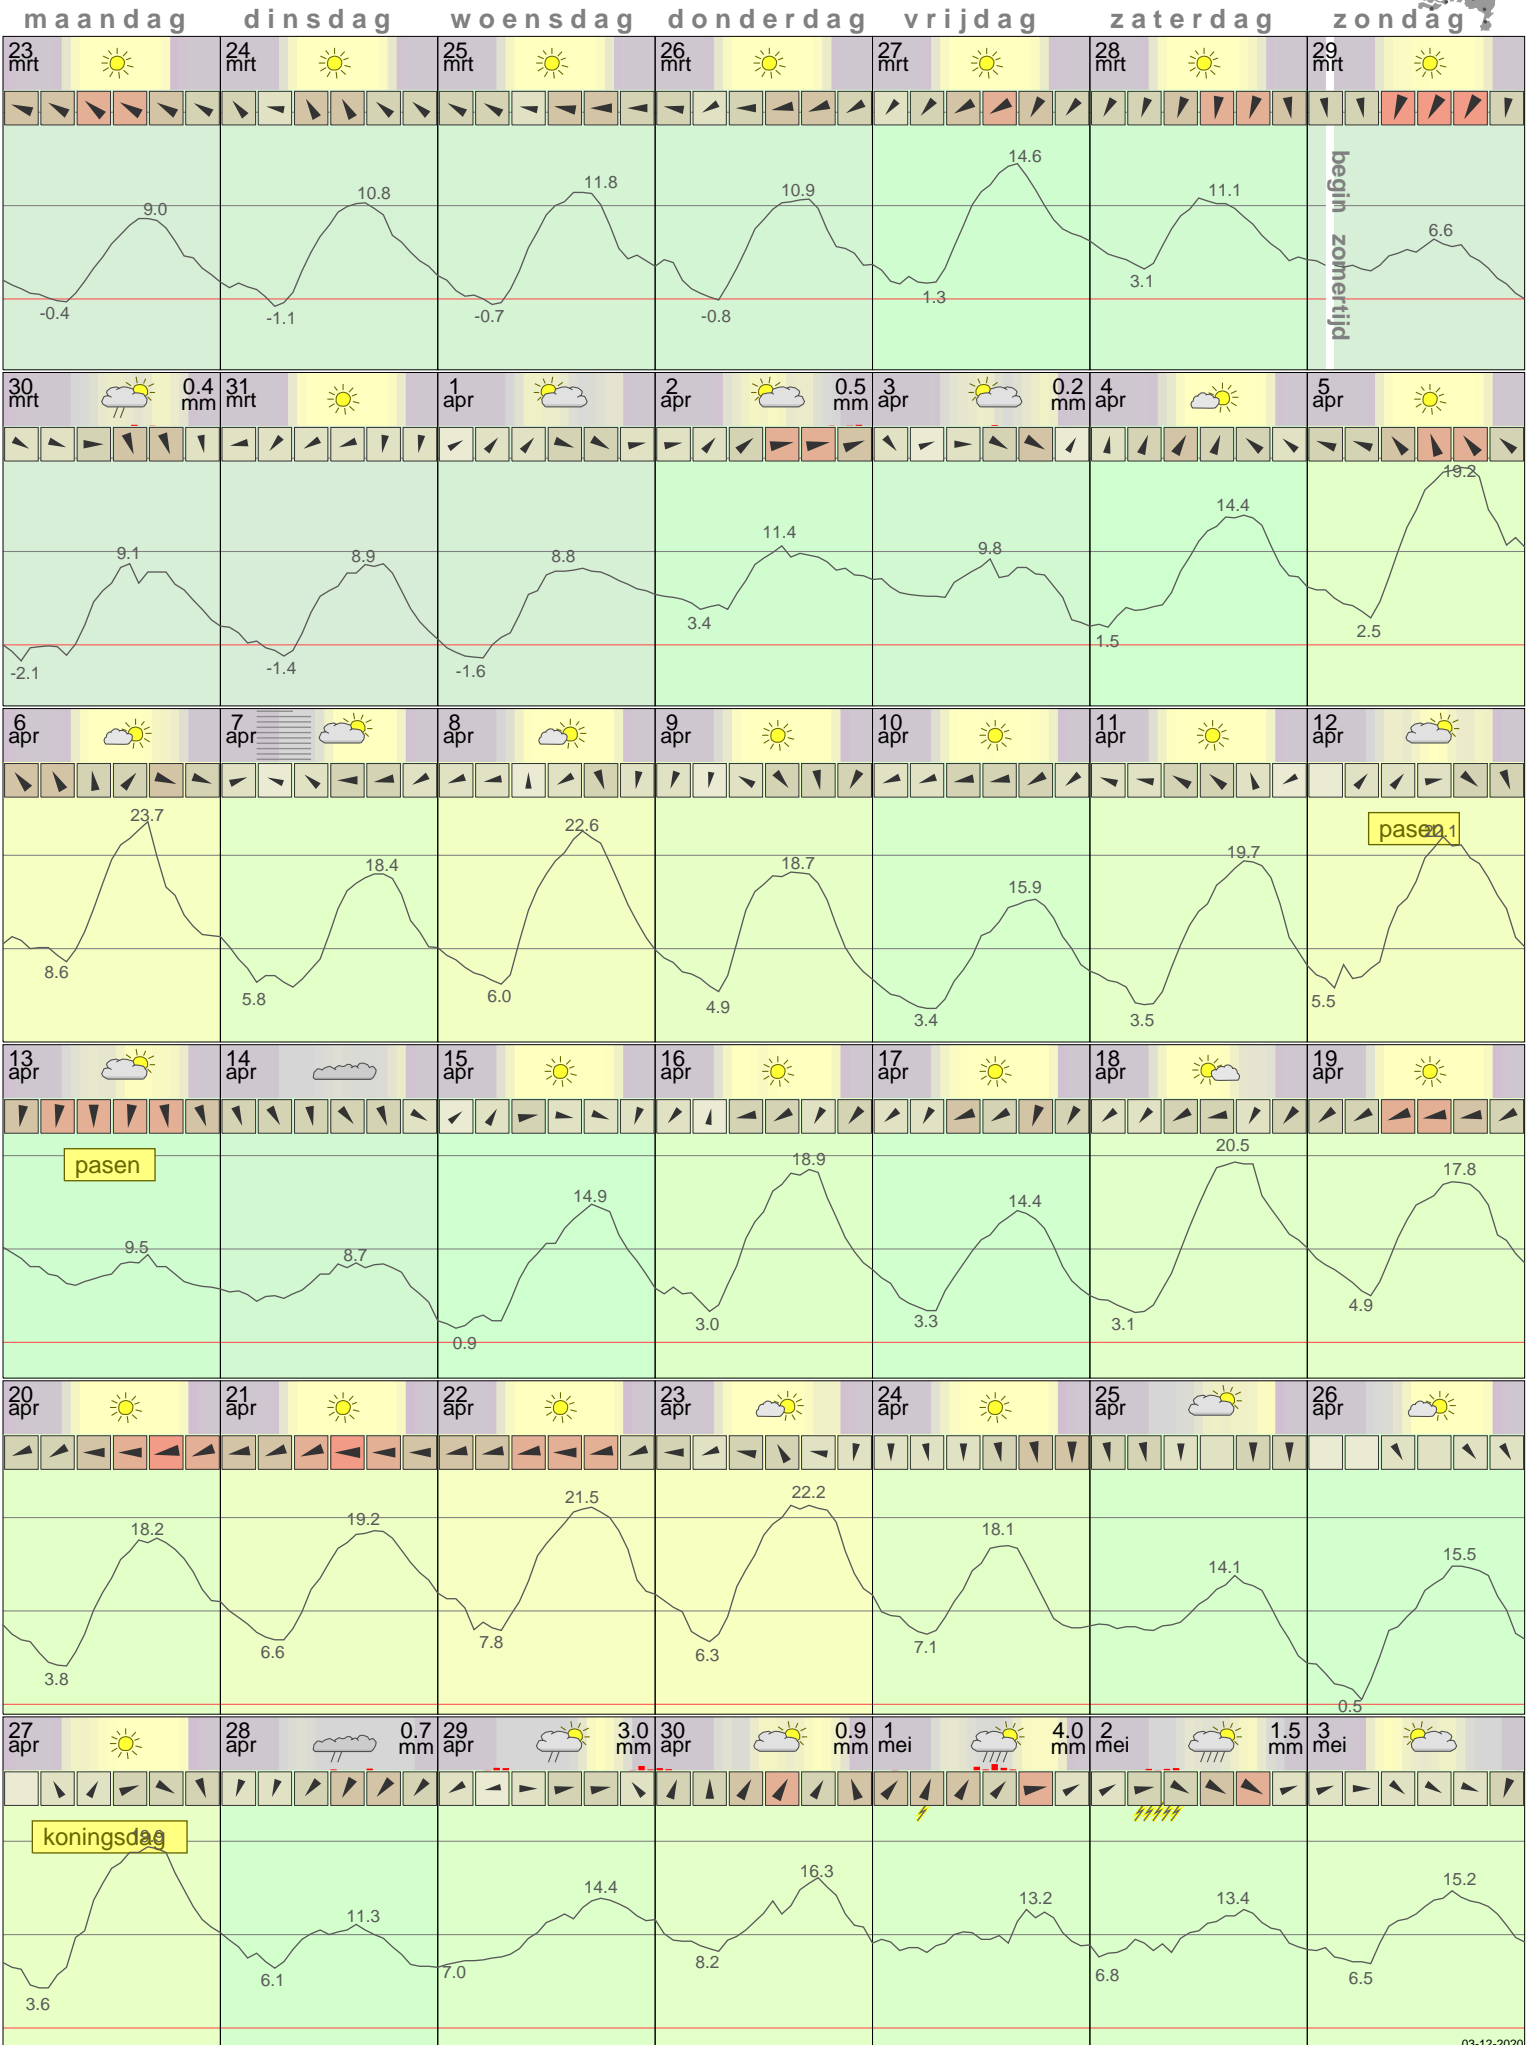 maandag dinsdag woensdag donderdag vrijdag zaterdag zondag
23 24 25 26 27 28 29
mrt mrt mrt mrt mrt mrt mrt
begin zomertijd
14.6
11.8
10.8 10.9 11.1
9.0
6.6
3.1
-0.4 -1.1 -0.7 -0.8 1.3
30 0.4 31 1 2 0.5 3 0.2 4 5
mrt mm mrt apr apr mm apr mm apr apr
19.2
14.4
11.4
9.1 8.9 8.8 9.8
3.4 2.5
-2.1 -1.4 -1.6 1.5
6 7 8 9 10 11 12
apr apr apr apr apr apr apr
23.7 22.6 pasen
18.4 18.7 19.7
15.9
8.6
5.8 6.0 4.9 3.4 3.5 5.5
13 14 15 16 17 18 19
apr apr apr apr apr apr apr
pasen 18.9 20.5 17.8
14.9 14.4
9.5 8.7
0.9 3.0 3.3 3.1 4.9
20 21 22 23 24 25 26
apr apr apr apr apr apr apr
21.5 22.2
18.2 19.2 18.1
14.1 15.5
3.8 6.6 7.8 6.3 7.1
0.5
27 28 0.7 29 3.0 30 0.9 1 4.0 2 1.5 3
apr apr mm apr mm apr mm mei mm mei mm mei
koningsdag
11.3 14.4 16.3 13.2 13.4 15.2
3.6 6.1 7.0 8.2 6.8 6.5
03-12-2020